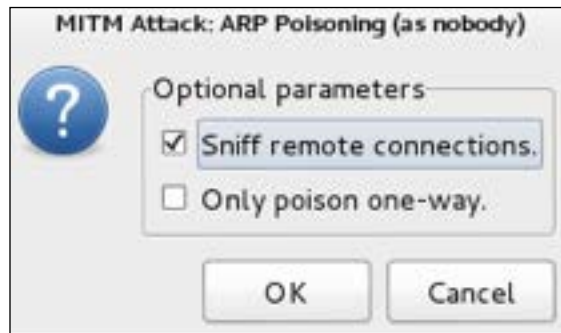 MITM Attack: ARP Poisoning (as nobody)
Optional parameters
Sniff remote connections.
Only poison one-way.
OK
Cancel